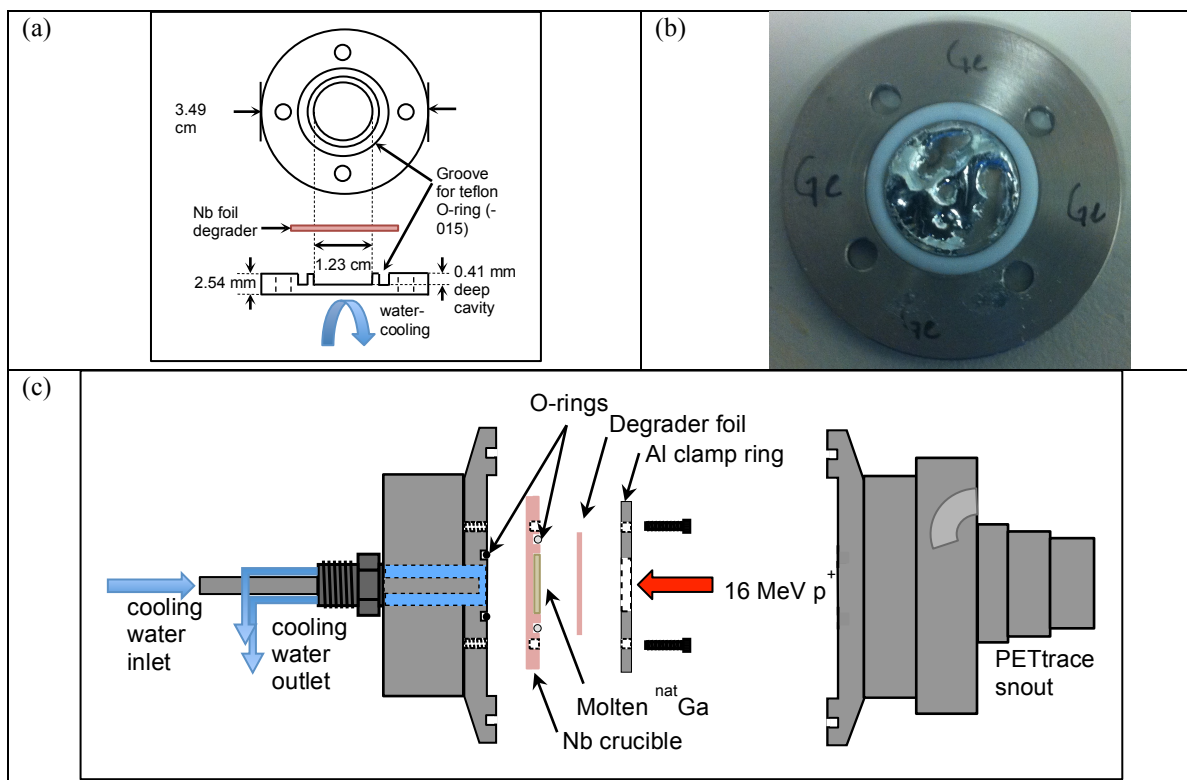 (a)
3.49
cm
Groove
for teflon
O-ring (-
015)
Nb foil
degrader
1.23 cm
2.54 mm
0.41 mm
deep
cavity
water-
cooling
(b)
Ge
Ge
Ge
Ge
(c)
O-rings
Degrader foil
Al clamp ring
16 MeV p+
cooling
water
inlet
cooling
water
outlet
Molten natGa
Nb crucible
PETtrace
snout